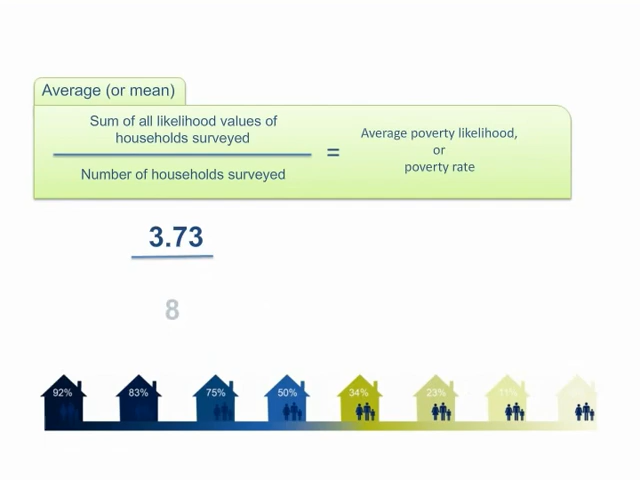 Average (or mean)
Sum of all likelihood values of
households surveyed
Number of households surveyed
=
Average poverty likelihood,
or
poverty rate
3.73
8
92%
83%
75%
50%
34%
23%
11%